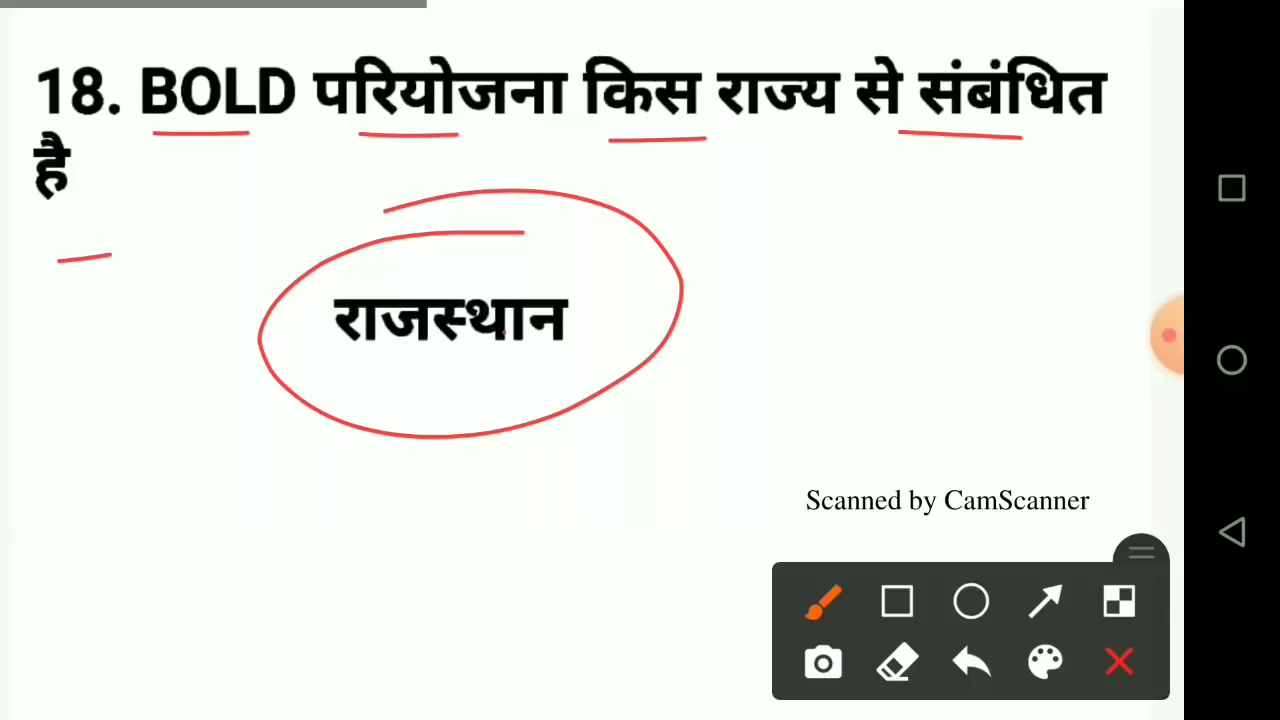 18. BOLD परियोजना किस राज्य से संबंधित
है
राजस्थान
Scanned by CamScanner